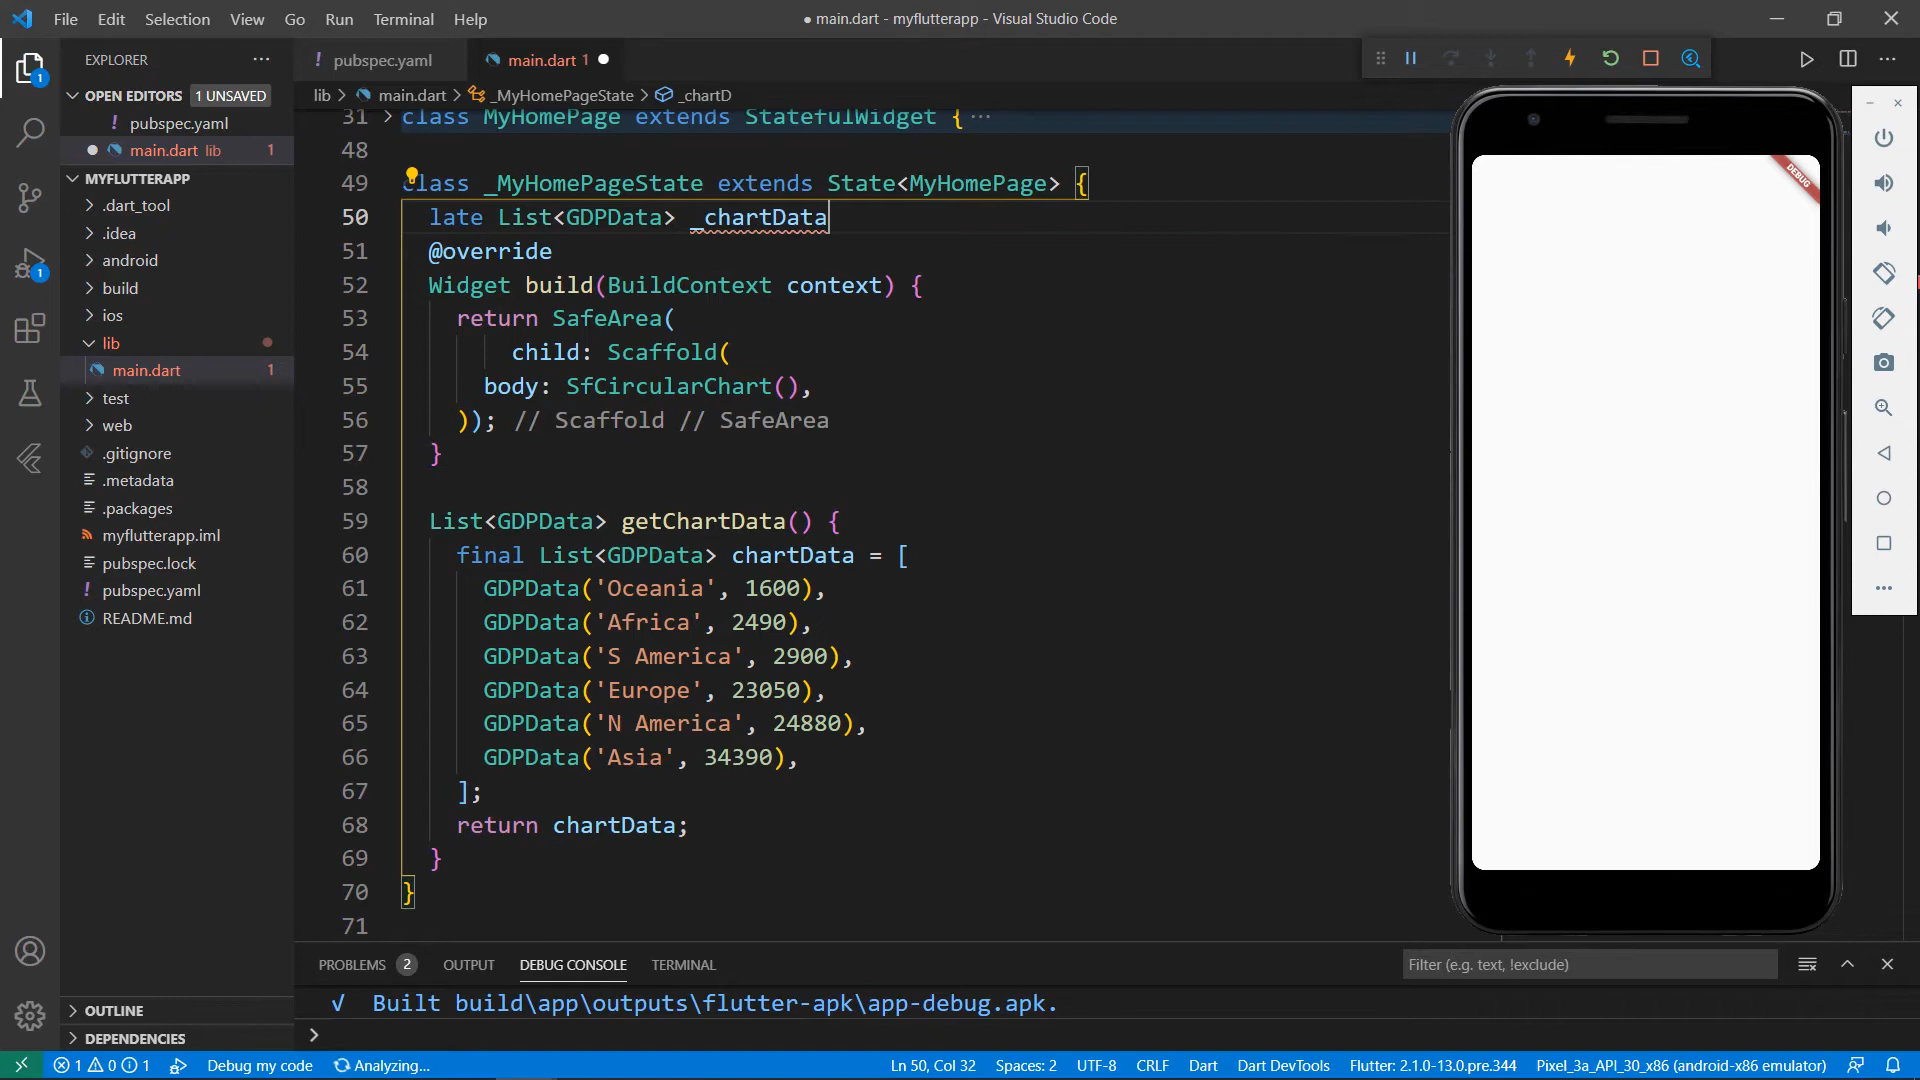 File Edit Selection View Go Run Terminal Help
● main.dart - myflutterapp - Visual Studio Code
EXPLORER
OPEN EDITORS 1 UNSAVED
! pubspec.yaml
main.dart lib 1
MYFLUTTERAPP
.dart_tool
.idea
android
build
ios
lib
main.dart 1
test
web
.gitignore
.metadata
.packages
myflutterapp.iml
pubspec.lock
! pubspec.yaml
README.md
OUTLINE
DEPENDENCIES
1
1
! pubspec.yaml
main.dart 1
lib > main.dart > _MyHomePageState > _chartD
31 class MyHomePage extends StatefulWidget { ...
48
49 class _MyHomePageState extends State<MyHomePage> {
50 late List<GDPData> _chartData
51 @override
52 Widget build(BuildContext context) {
53 return SafeArea(
54 child: Scaffold(
55 body: SfCircularChart(),
56 )); // Scaffold // SafeArea
57 }
58
59 List<GDPData> getChartData() {
60 final List<GDPData> chartData = [
61 GDPData('Oceania', 1600),
62 GDPData('Africa', 2490),
63 GDPData('S America', 2900),
64 GDPData('Europe', 23050),
65 GDPData('N America', 24880),
66 GDPData('Asia', 34390),
67 ];
68 return chartData;
69 }
70 }
71
DEBUG
PROBLEMS 2 OUTPUT DEBUG CONSOLE TERMINAL
Filter (e.g. text, !exclude)
√ Built build\app\outputs\flutter-apk\app-debug.apk.
>
1 0 1 Debug my code Analyzing...
Ln 50, Col 32 Spaces: 2 UTF-8 CRLF Dart Dart DevTools Flutter: 2.1.0-13.0.pre.344 Pixel_3a_API_30_x86 (android-x86 emulator)